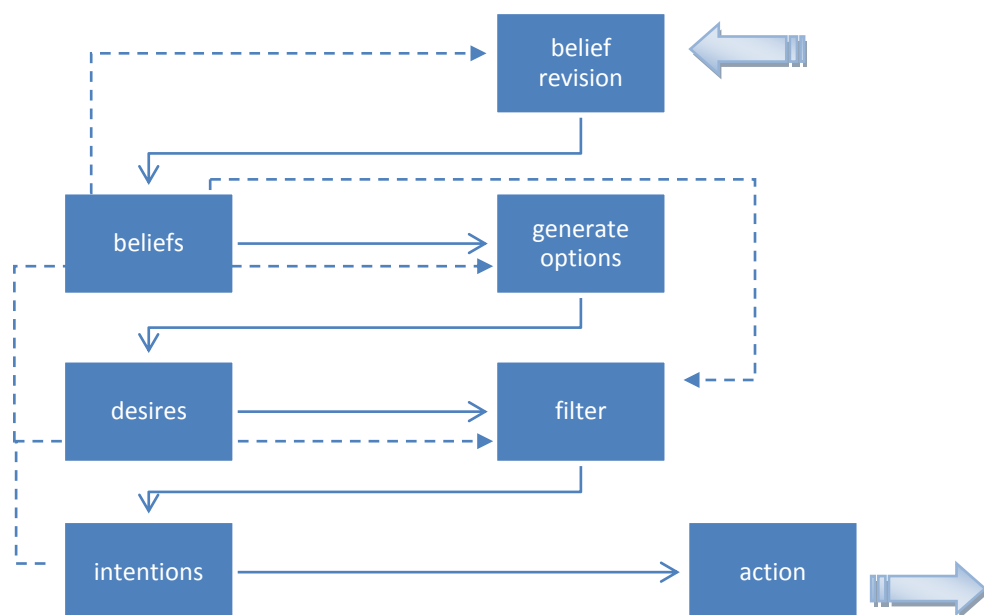 belief
revision
beliefs
generate
options
desires
filter
intentions
action